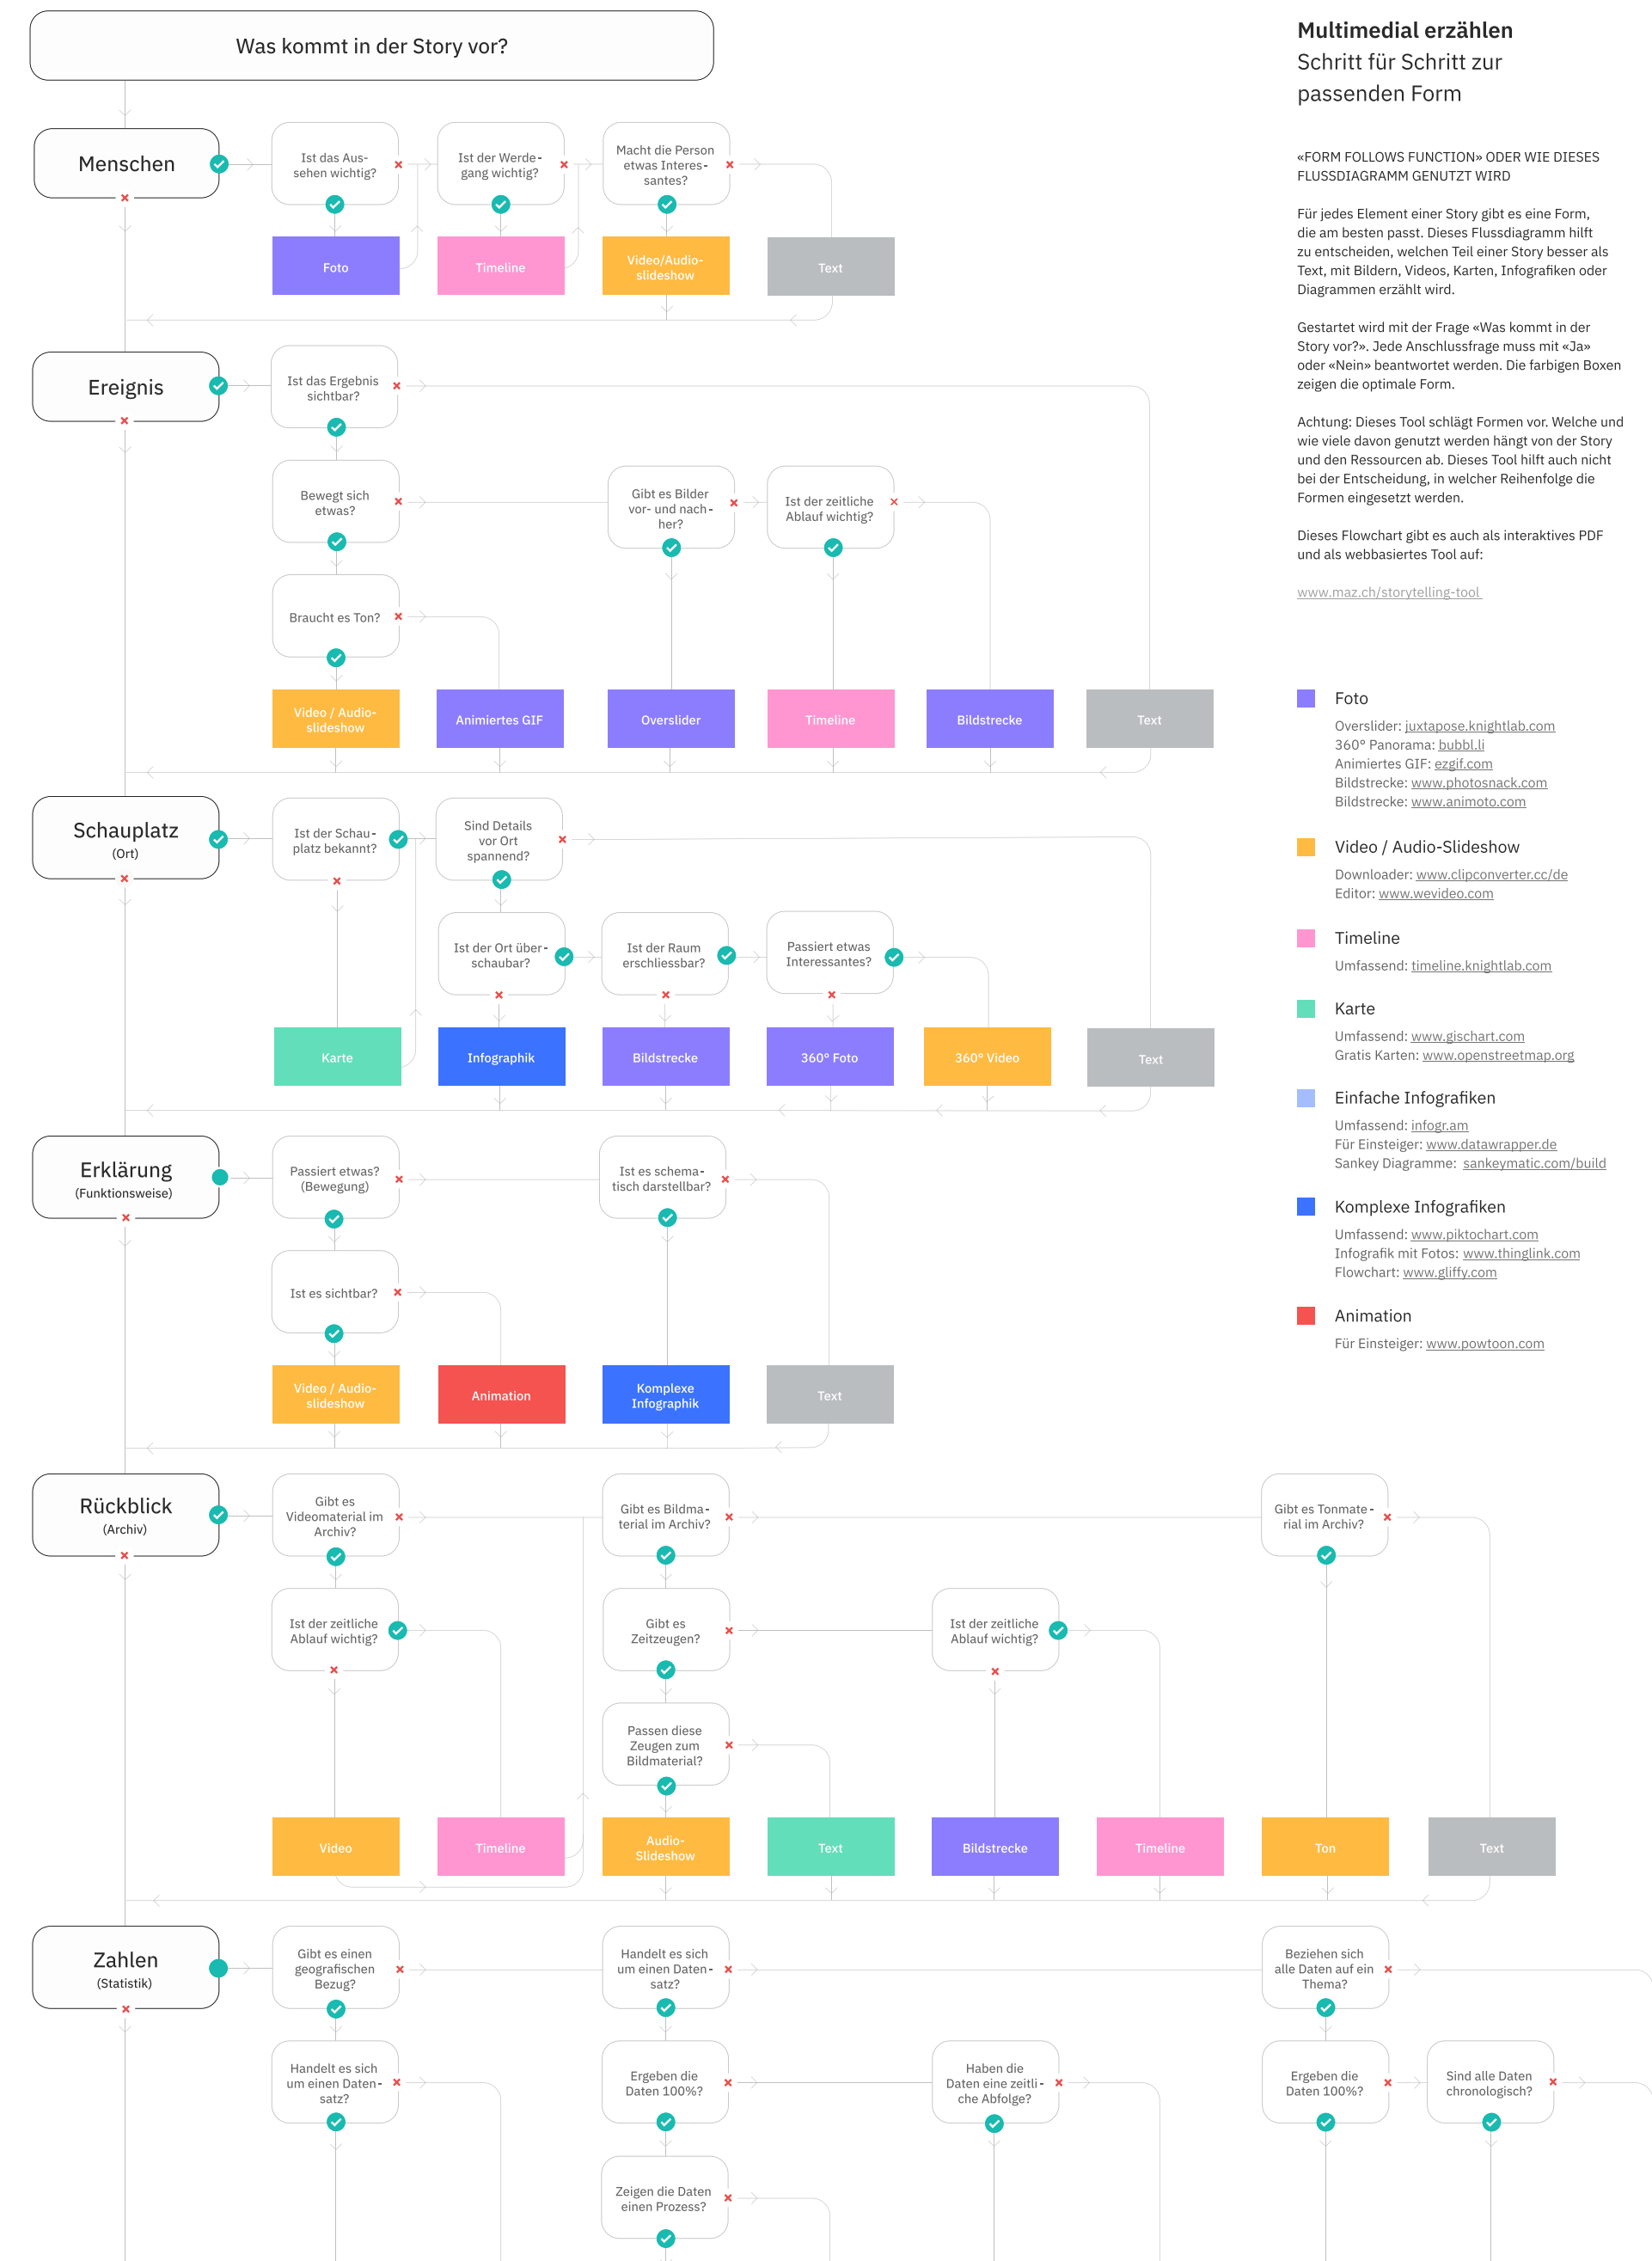 Was kommt in der Story vor?
Multimedial erzählen
Schritt für Schritt zur
passenden Form
«FORM FOLLOWS FUNCTION» ODER WIE DIESES
FLUSSDIAGRAMM GENUTZT WIRD
Für jedes Element einer Story gibt es eine Form,
die am besten passt. Dieses Flussdiagramm hilft
zu entscheiden, welchen Teil einer Story besser als
Text, mit Bildern, Videos, Karten, Infografiken oder
Diagrammen erzählt wird.
Gestartet wird mit der Frage «Was kommt in der
Story vor?». Jede Anschlussfrage muss mit «Ja»
oder «Nein» beantwortet werden. Die farbigen Boxen
zeigen die optimale Form.
Achtung: Dieses Tool schlägt Formen vor. Welche und
wie viele davon genutzt werden hängt von der Story
und den Ressourcen ab. Dieses Tool hilft auch nicht
bei der Entscheidung, in welcher Reihenfolge die
Formen eingesetzt werden.
Dieses Flowchart gibt es auch als interaktives PDF
und als webbasiertes Tool auf:
www.maz.ch/storytelling-tool
Foto
Overslider: juxtapose.knightlab.com
360° Panorama: bubbl.li
Animiertes GIF: ezgif.com
Bildstrecke: www.photosnack.com
Bildstrecke: www.animoto.com
Video / Audio-Slideshow
Downloader: www.clipconverter.cc/de
Editor: www.wevideo.com
Timeline
Umfassend: timeline.knightlab.com
Karte
Umfassend: www.gischart.com
Gratis Karten: www.openstreetmap.org
Einfache Infografiken
Umfassend: infogr.am
Für Einsteiger: www.datawrapper.de
Sankey Diagramme: sankeymatic.com/build
Komplexe Infografiken
Umfassend: www.piktochart.com
Infografik mit Fotos: www.thinglink.com
Flowchart: www.gliffy.com
Animation
Für Einsteiger: www.powtoon.com
Menschen
Ist das Aus-
sehen wichtig?
Ist der Werde-
gang wichtig?
Macht die Person
etwas Interes-
santes?
Foto
Timeline
Video/Audio-
slideshow
Text
Ereignis
Ist das Ergebnis
sichtbar?
Bewegt sich
etwas?
Gibt es Bilder
vor- und nach-
her?
Ist der zeitliche
Ablauf wichtig?
Braucht es Ton?
Video / Audio-
slideshow
Animiertes GIF
Overslider
Timeline
Bildstrecke
Text
Schauplatz
(Ort)
Ist der Schau-
platz bekannt?
Sind Details
vor Ort
spannend?
Ist der Ort über-
schaubar?
Ist der Raum
erschliessbar?
Passiert etwas
Interessantes?
Karte
Infographik
Bildstrecke
360° Foto
360° Video
Text
Erklärung
(Funktionsweise)
Passiert etwas?
(Bewegung)
Ist es schema-
tisch darstellbar?
Ist es sichtbar?
Video / Audio-
slideshow
Animation
Komplexe
Infographik
Text
Rückblick
(Archiv)
Gibt es
Videomaterial im
Archiv?
Gibt es Bildma-
terial im Archiv?
Gibt es Tonmate-
rial im Archiv?
Ist der zeitliche
Ablauf wichtig?
Gibt es
Zeitzeugen?
Ist der zeitliche
Ablauf wichtig?
Passen diese
Zeugen zum
Bildmaterial?
Video
Timeline
Audio-
Slideshow
Text
Bildstrecke
Timeline
Ton
Text
Zahlen
(Statistik)
Gibt es einen
geografischen
Bezug?
Handelt es sich
um einen Daten-
satz?
Beziehen sich
alle Daten auf ein
Thema?
Handelt es sich
um einen Daten-
satz?
Ergeben die
Daten 100%?
Haben die
Daten eine zeitli-
che Abfolge?
Ergeben die
Daten 100%?
Sind alle Daten
chronologisch?
Zeigen die Daten
einen Prozess?